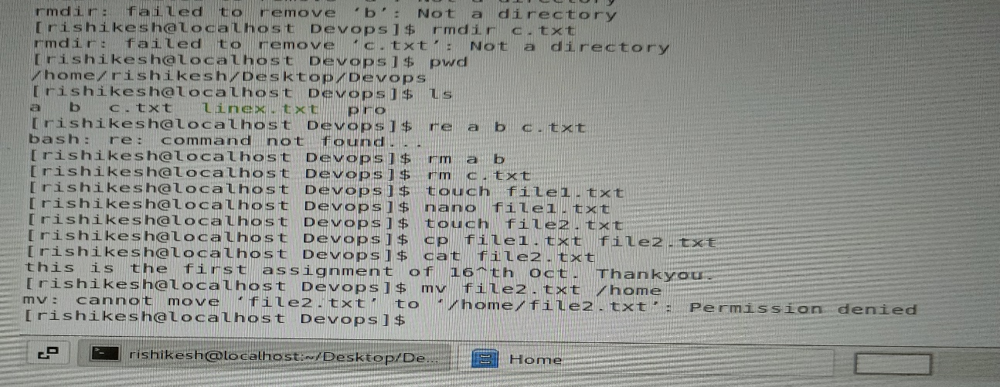 rmdir: failed to remove ‘b’: Not a directory
[rishikesh@localhost Devops]$ rmdir c.txt
rmdir: failed to remove ‘c.txt’: Not a directory
[rishikesh@localhost Devops]$ pwd
/home/rishikesh/Desktop/Devops
[rishikesh@localhost Devops]$ ls
a b c.txt linex.txt pro
[rishikesh@localhost Devops]$ re a b c.txt
bash: re: command not found...
[rishikesh@localhost Devops]$ rm a b
[rishikesh@localhost Devops]$ rm c.txt
[rishikesh@localhost Devops]$ touch file1.txt
[rishikesh@localhost Devops]$ nano file1.txt
[rishikesh@localhost Devops]$ touch file2.txt
[rishikesh@localhost Devops]$ cp file1.txt file2.txt
[rishikesh@localhost Devops]$ cat file2.txt
this is the first assignment of 16^th Oct. Thankyou.
[rishikesh@localhost Devops]$ mv file2.txt /home
mv: cannot move ‘file2.txt’ to ‘/home/file2.txt’: Permission denied
[rishikesh@localhost Devops]$
rishikesh@localhost:~/Desktop/De... Home